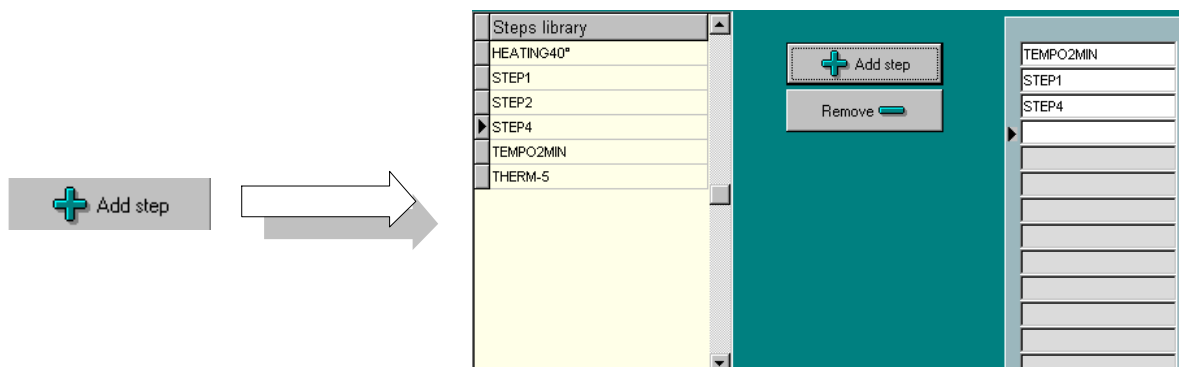 Add step
Steps library
HEATING40°
STEP1
STEP2
STEP4
TEMPO2MIN
THERM-5
Add step
Remove
TEMPO2MIN
STEP1
STEP4